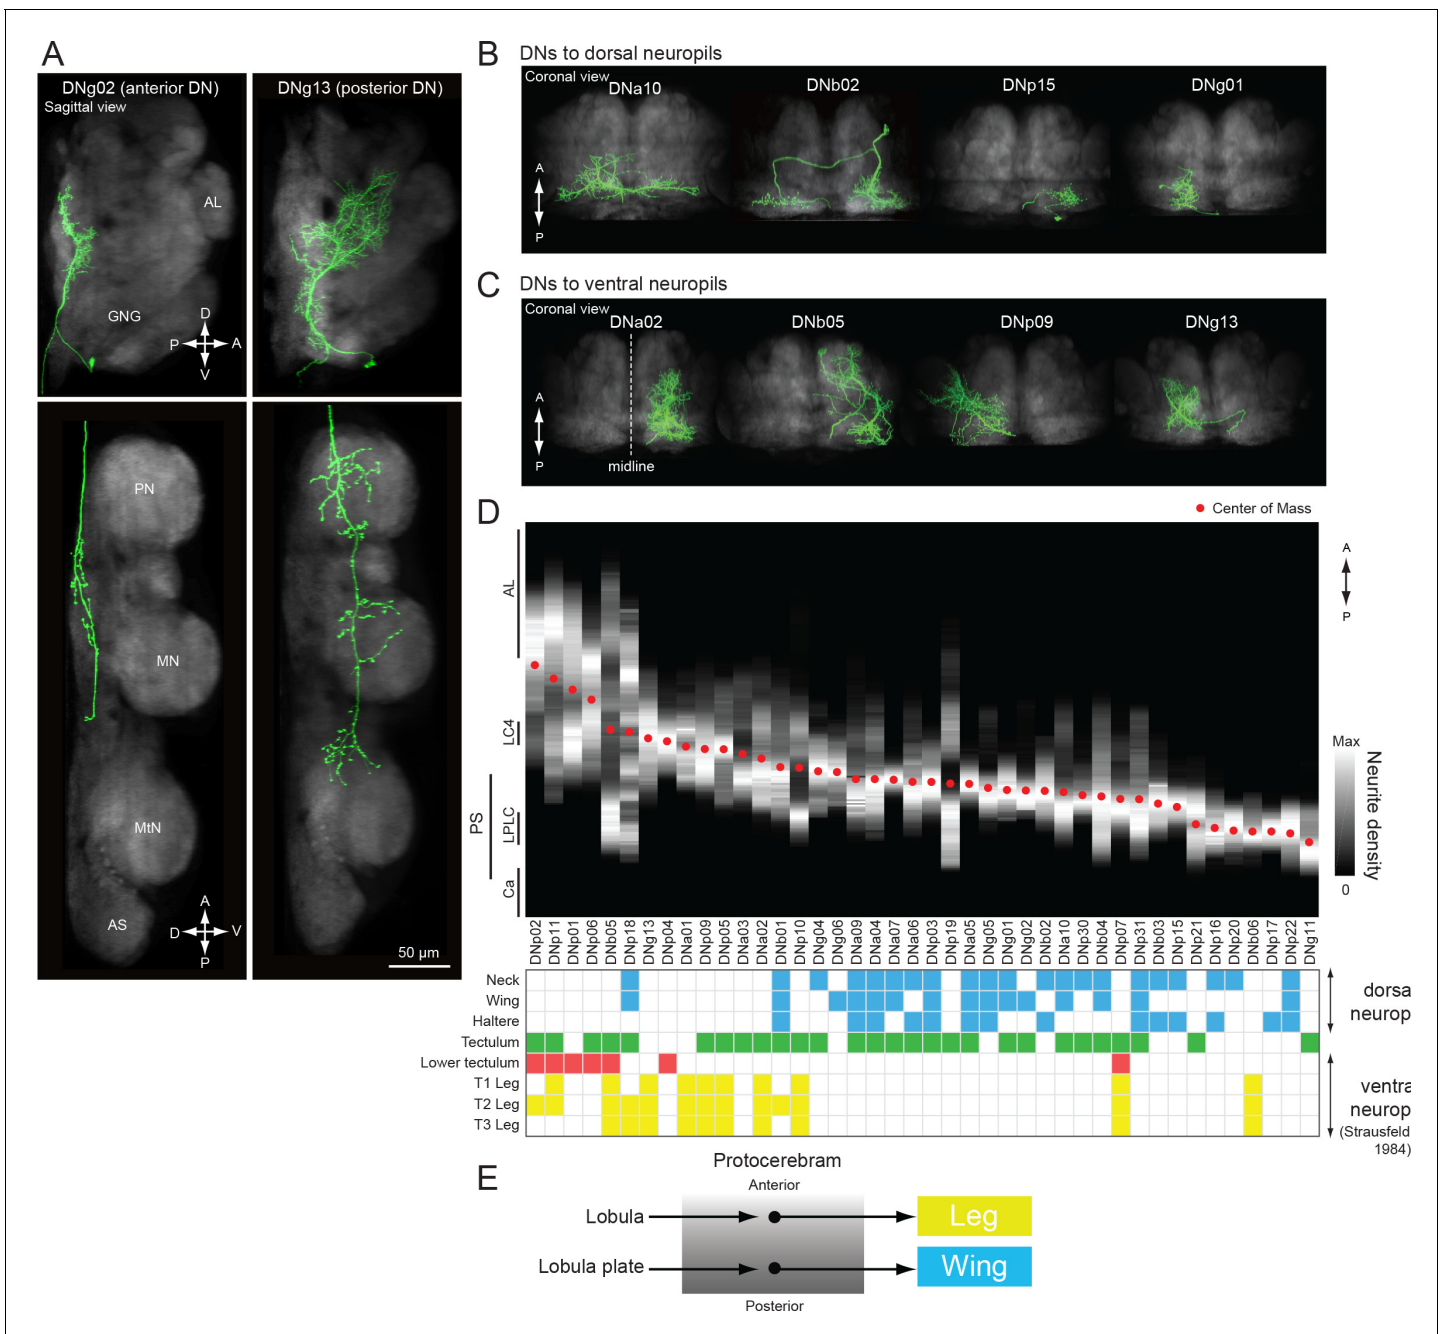 A
DNg02 (anterior DN)
Sagittal view
AL
GNG
D
P
A
V
DNg13 (posterior DN)
PN
MN
MtN
AS
A
D
V
P
50 µm
B
DNs to dorsal neuropils
Coronal view
DNa10
DNb02
DNp15
DNg01
A
P
C
DNs to ventral neuropils
Coronal view
DNa02
DNb05
DNp09
DNg13
A
P
midline
D
Center of Mass
AL
LC4
PS
LPLC
Ca
A
P
Max
Neurite density
0
DNp02
DNp11
DNp01
DNp06
DNb05
DNp18
DNg13
DNp04
DNa01
DNp09
DNp05
DNa03
DNa02
DNb01
DNp10
DNg04
DNg06
DNa09
DNa04
DNa07
DNa06
DNp03
DNp19
DNa05
DNg05
DNg01
DNg02
DNb02
DNa10
DNp30
DNb04
DNp07
DNp31
DNb03
DNp15
DNp21
DNp16
DNp20
DNb06
DNp17
DNp22
DNg11
Neck
Wing
Haltere
Tectulum
Lower tectulum
T1 Leg
T2 Leg
T3 Leg
dorsa
neurop
ventra
neurop
(Strausfeld
1984)
E
Protocerebram
Anterior
Lobula
Leg
Lobula plate
Wing
Posterior